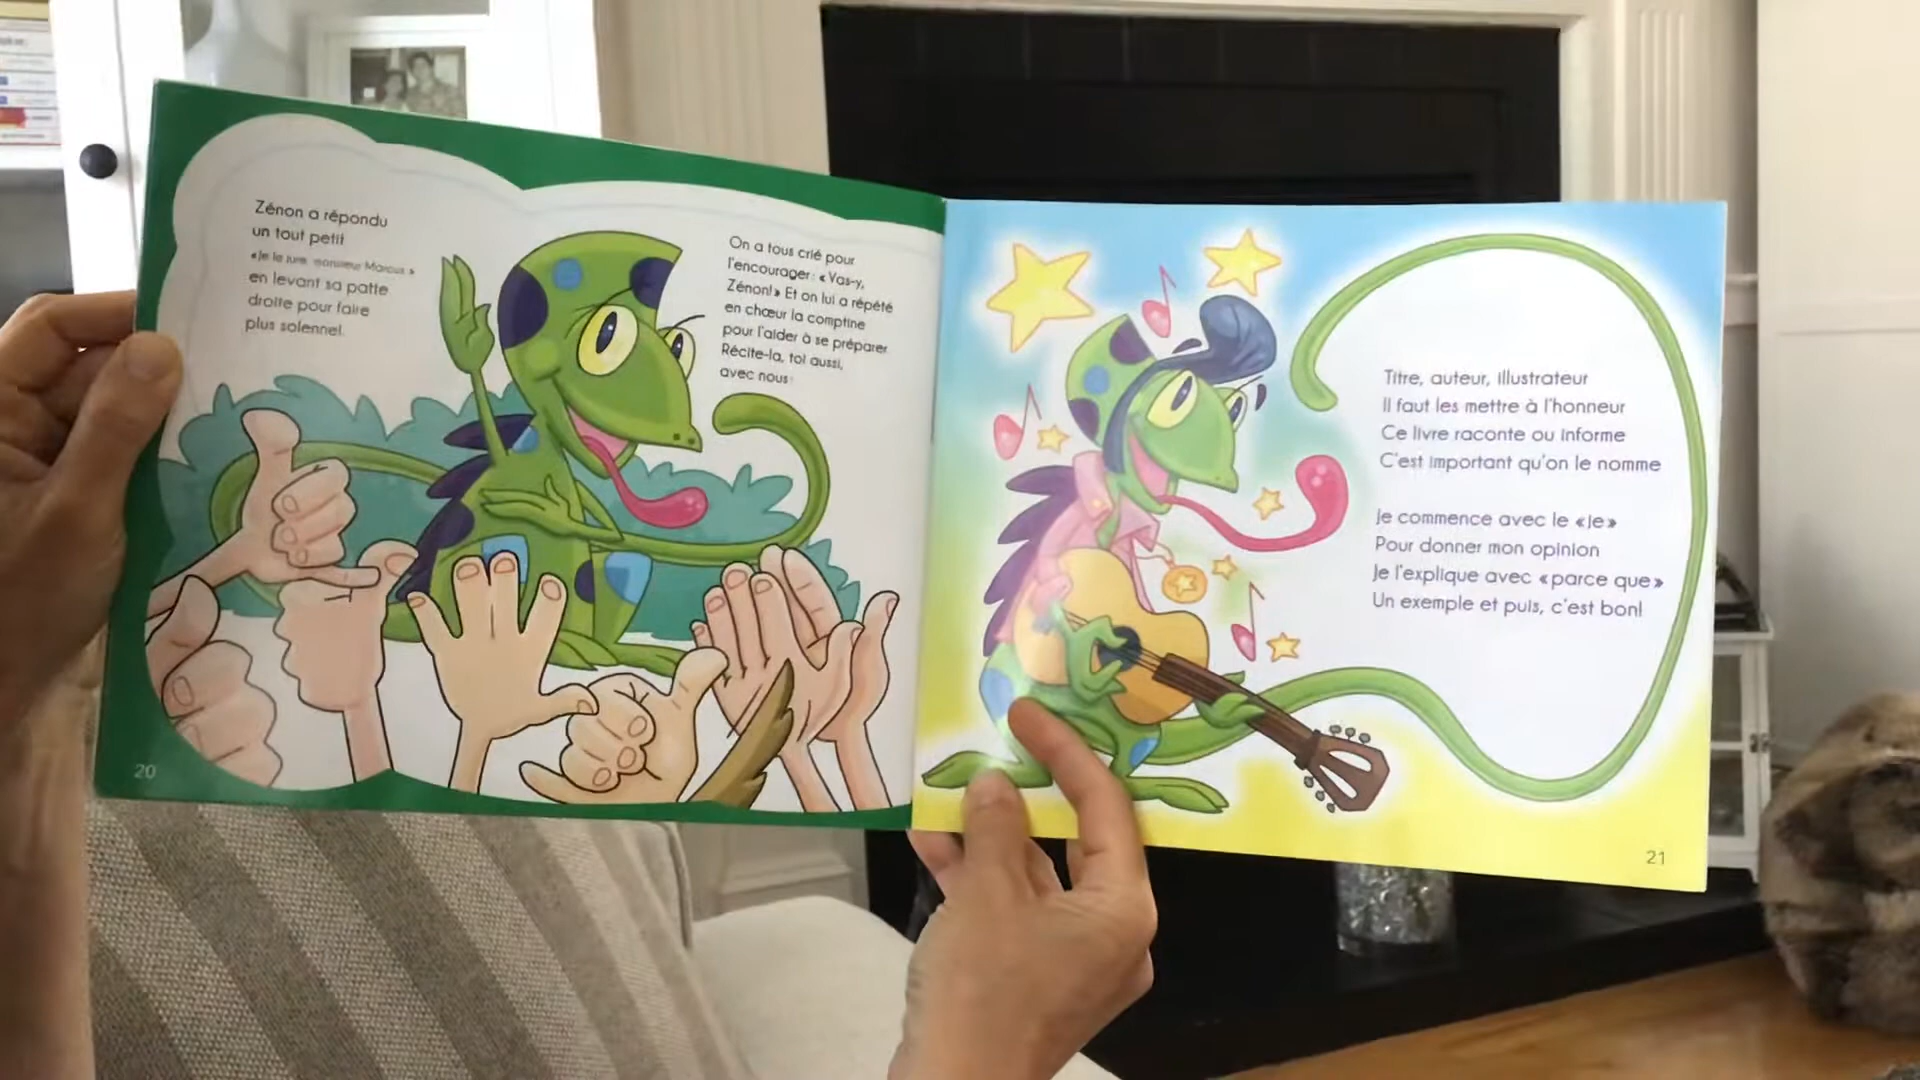 Zénon a répondu
un tout petit
«Je le jure, monsieur Marcus.»
en levant sa patte
droite pour faire
plus solennel.
On a tous crié pour
l'encourager: «Vas-y,
Zénon!» Et on lui a répété
en chœur la comptine
pour l'aider à se préparer.
Récite-la, toi aussi,
avec nous:
20
Titre, auteur, illustrateur
Il faut les mettre à l'honneur
Ce livre raconte ou informe
C'est important qu'on le nomme
Je commence avec le «je»
Pour donner mon opinion
Je l'explique avec «parce que»
Un exemple et puis, c'est bon!
21